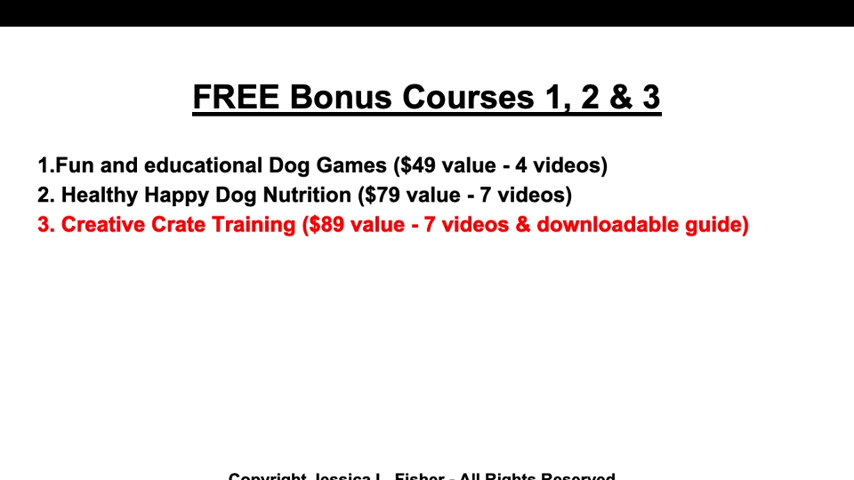 FREE Bonus Courses 1, 2 & 3
1.Fun and educational Dog Games ($49 value - 4 videos)
2. Healthy Happy Dog Nutrition ($79 value - 7 videos)
3. Creative Crate Training ($89 value - 7 videos & downloadable guide)
Copyright Jessica L. Fisher - All Rights Reserved